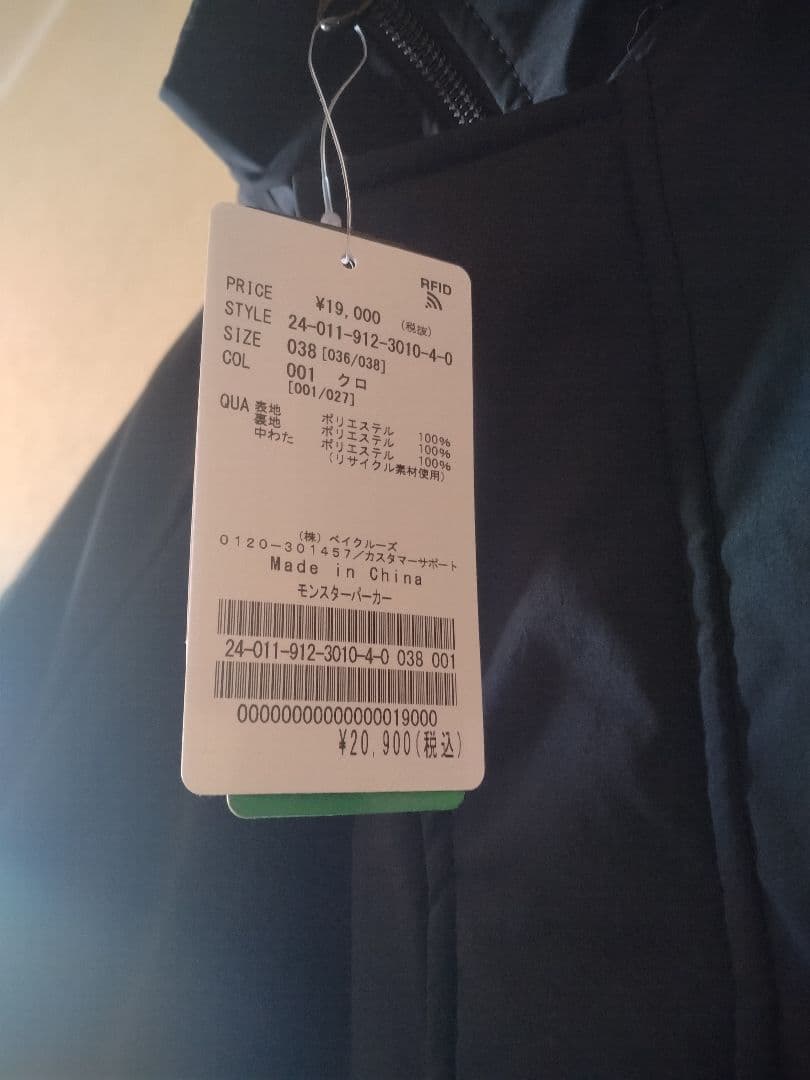 RFID
PRICE ¥19,000 (税抜)
STYLE 24-011-912-3010-4-0
SIZE 038 [036/038]
COL 001 クロ
[001/027]
QUA 表地 ポリエステル 100%
裏地 ポリエステル 100%
中わた ポリエステル 100%
(リサイクル素材使用)
(株) ベイクルーズ
0120-301457/カスタマーサポート
Made in China
モンスターパーカー
24-011-912-3010-4-0 038 001
00000000000000019000
¥20,900(税込)